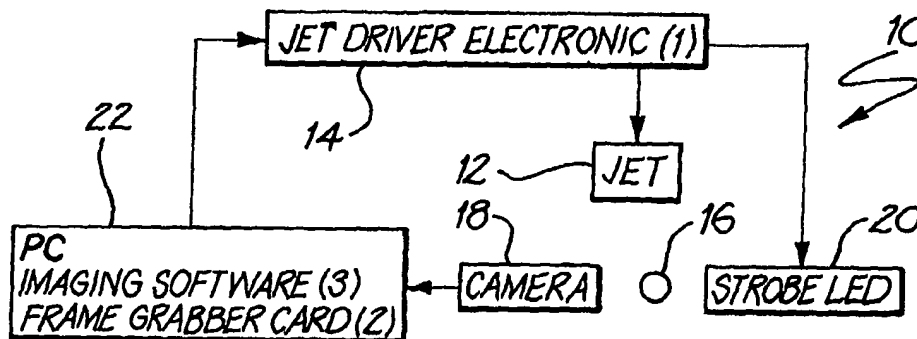 JET DRIVER ELECTRONIC (1)
10
14
22
12
JET
18
16
20
PC
IMAGING SOFTWARE (3)
FRAME GRABBER CARD (2)
CAMERA
STROBE LED